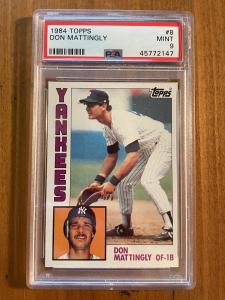 1984 TOPPS #8
DON MATTINGLY MINT
9
PSA 45772147
Topps
YANKEES
DON
MATTINGLY OF-1B